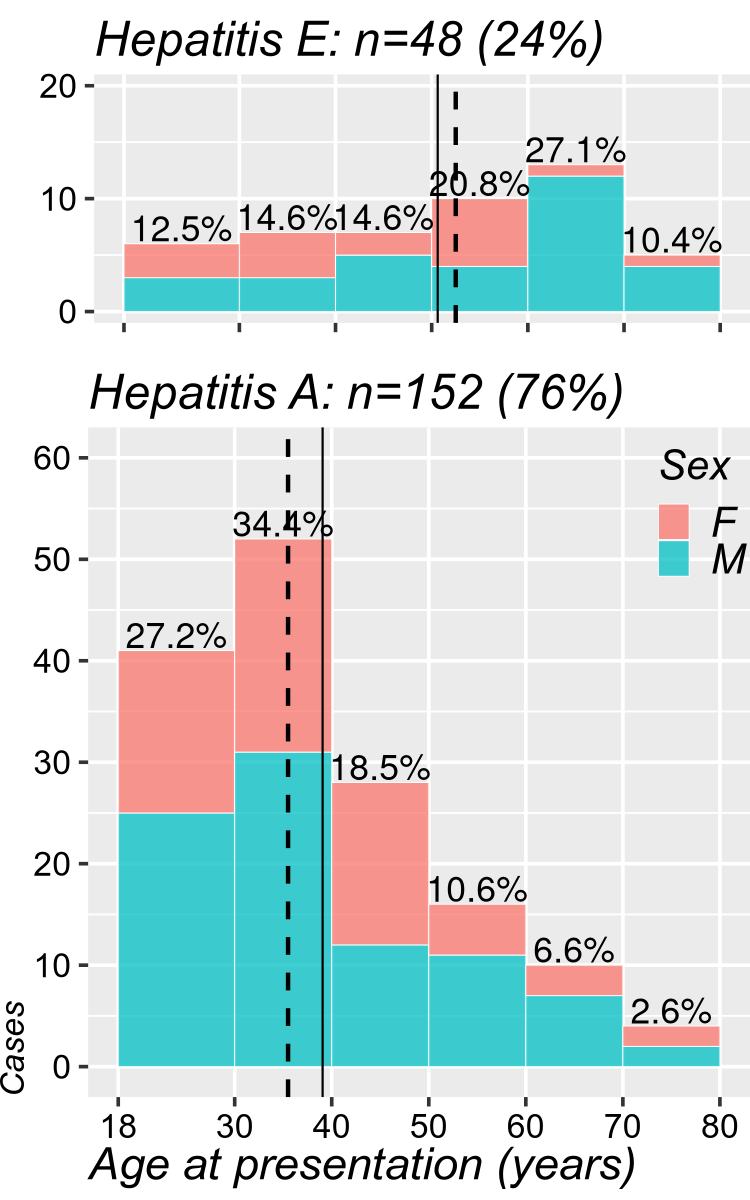 Hepatitis E: n=48 (24%)
20
10
0
12.5%
14.6%
14.6%
20.8%
27.1%
10.4%
Hepatitis A: n=152 (76%)
60
50
40
30
20
10
0
Cases
27.2%
34.4%
18.5%
10.6%
6.6%
2.6%
Sex
F
M
18 30 40 50 60 70 80
Age at presentation (years)